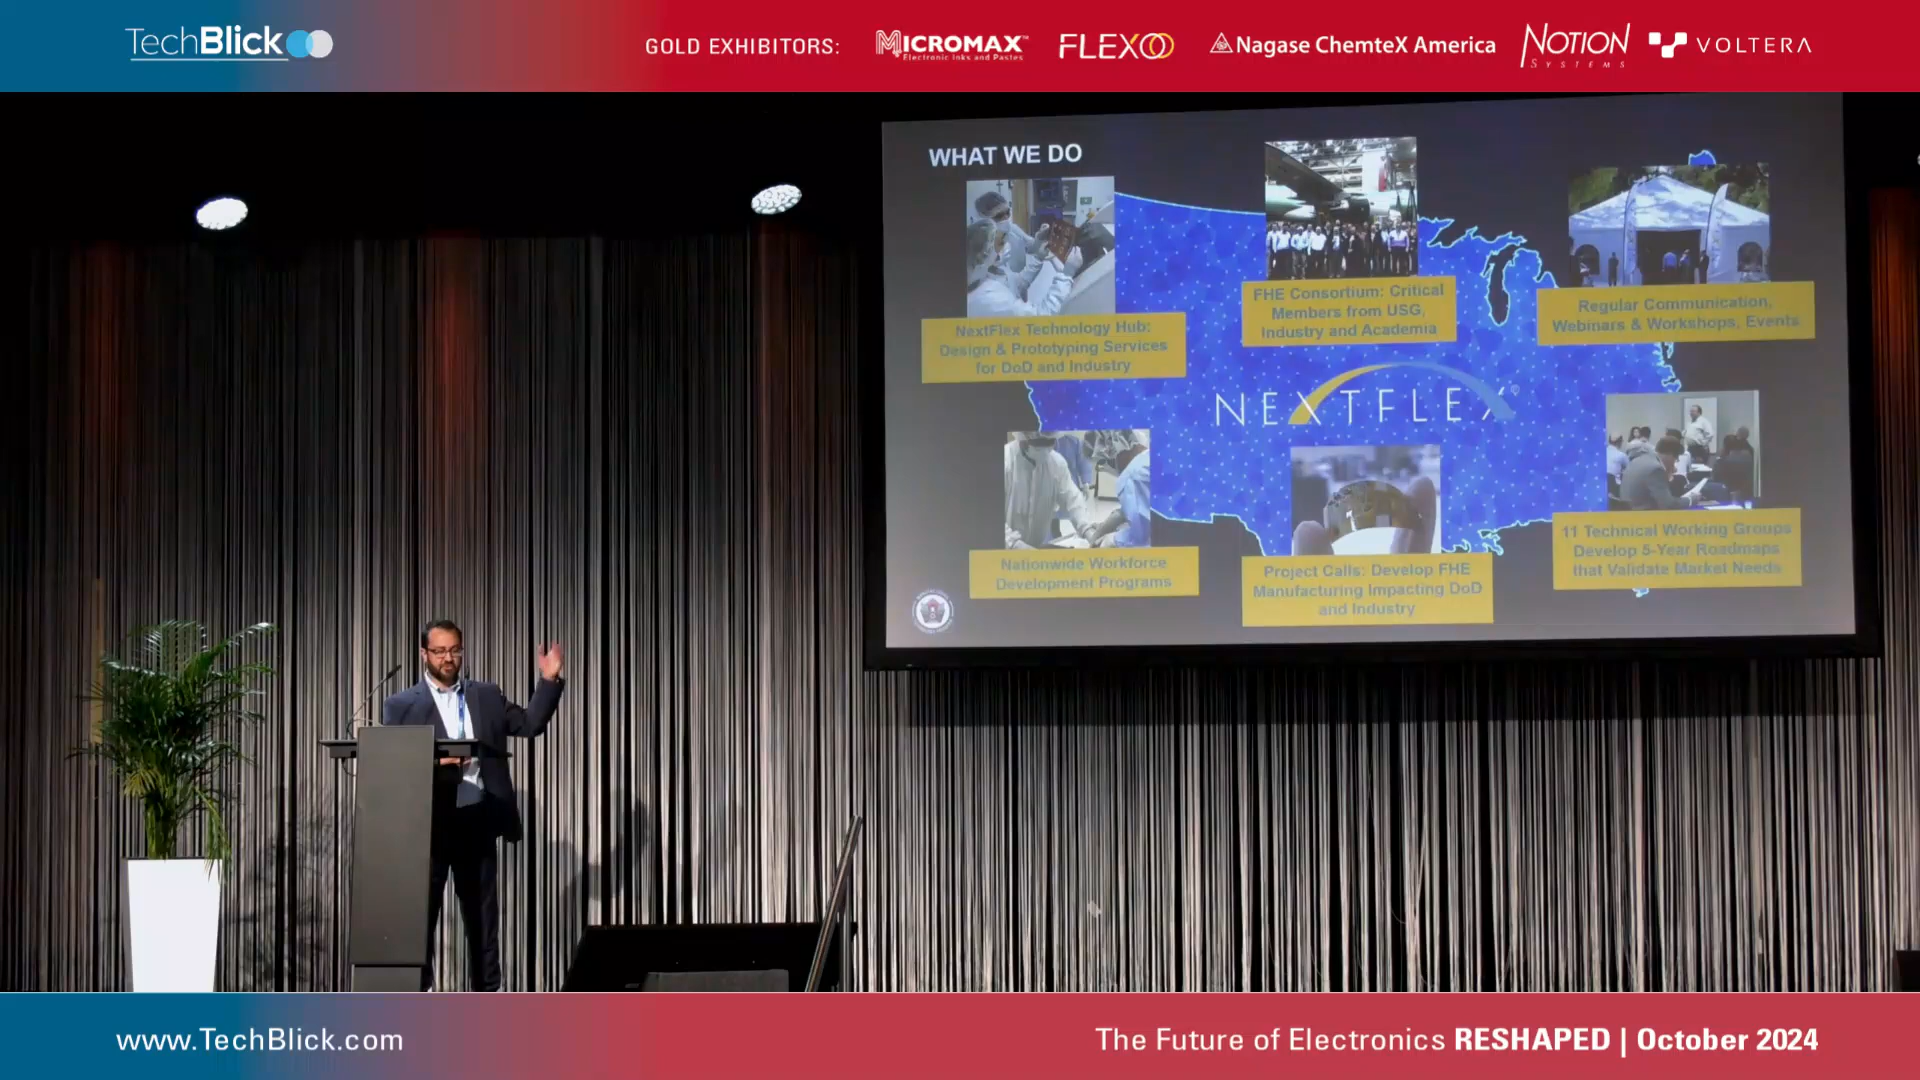 TechBlick
GOLD EXHIBITORS:
MICROMAX
Electronic Inks and Pastes
FLEXOO
Nagase ChemteX America
NOTION
SYSTEMS
VOLTERA
WHAT WE DO
NextFlex Technology Hub:
Design & Prototyping Services
for DoD and Industry
FHE Consortium: Critical
Members from USG,
Industry and Academia
Regular Communication,
Webinars & Workshops, Events
NEXTFLEX
Nationwide Workforce
Development Programs
Project Calls: Develop FHE
Manufacturing Impacting DoD
and Industry
11 Technical Working Groups
Develop 5-Year Roadmaps
that Validate Market Needs
www.TechBlick.com
The Future of Electronics RESHAPED | October 2024